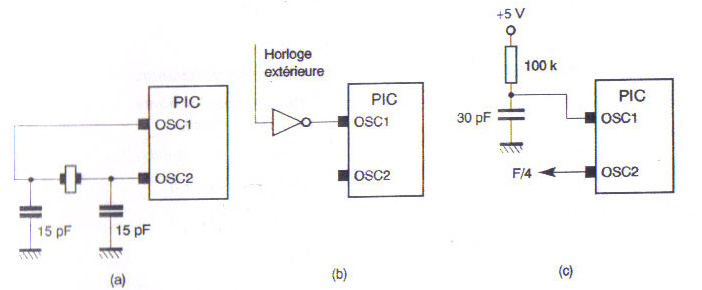 PIC
OSC1
OSC2
15 pF
15 pF
(a)
Horloge
extérieure
PIC
OSC1
OSC2
(b)
+5 V
100 k
30 pF
PIC
OSC1
F/4
OSC2
(c)